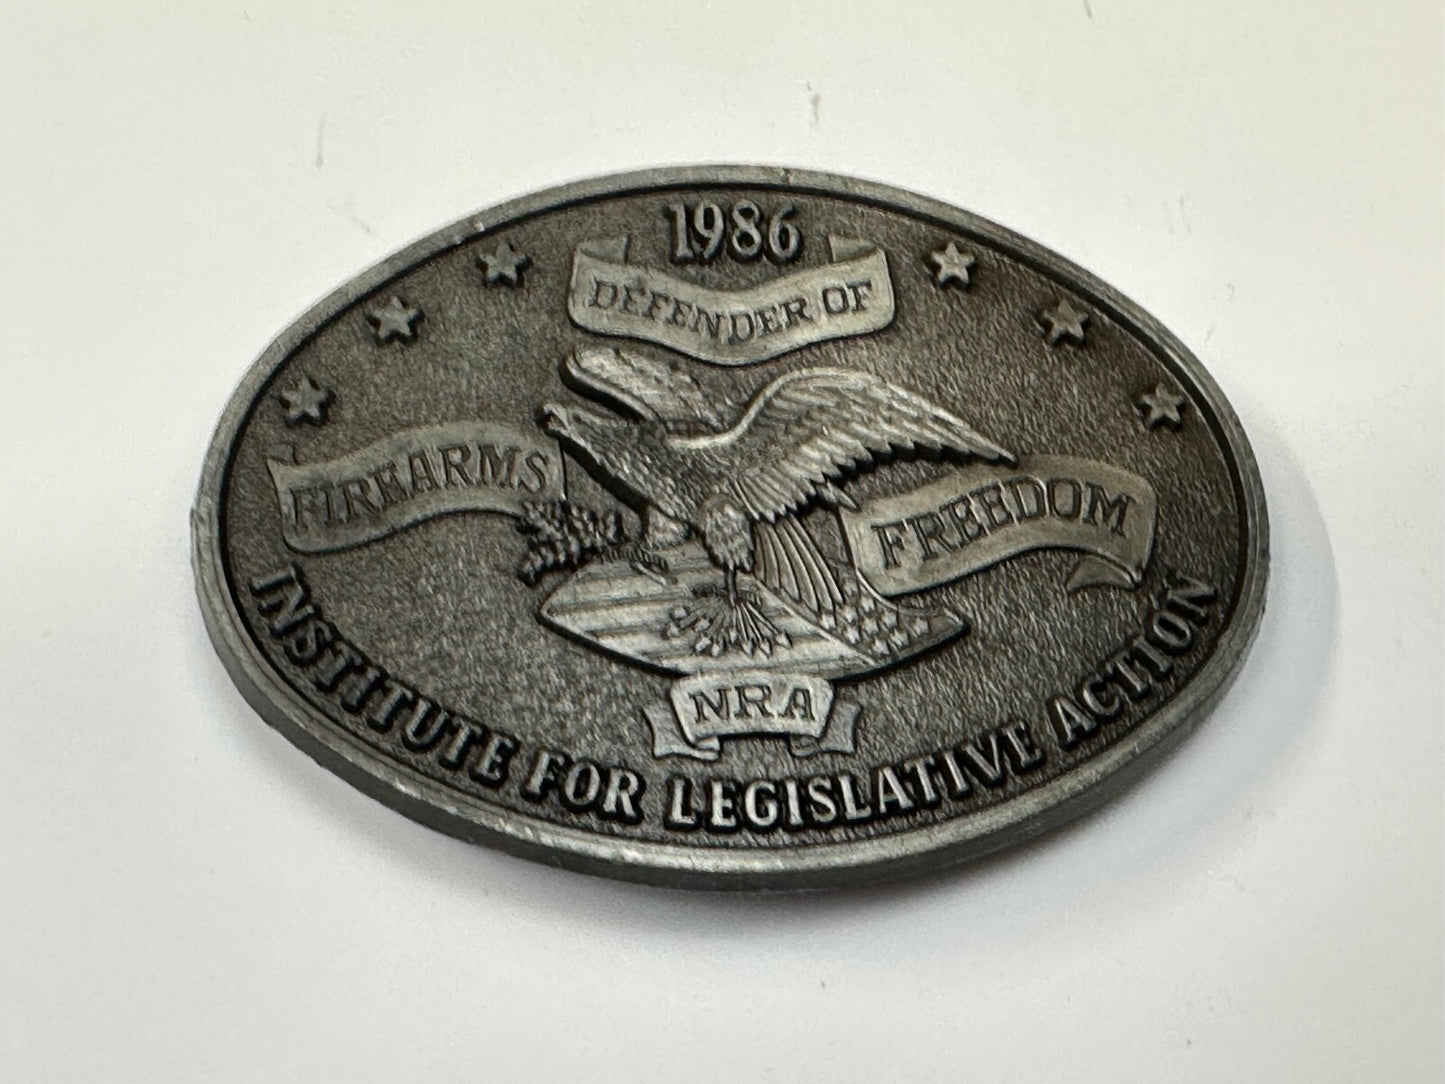 1986
DEFENDER OF
FIREARMS
FREEDOM
NRA
INSTITUTE FOR LEGISLATIVE ACTION